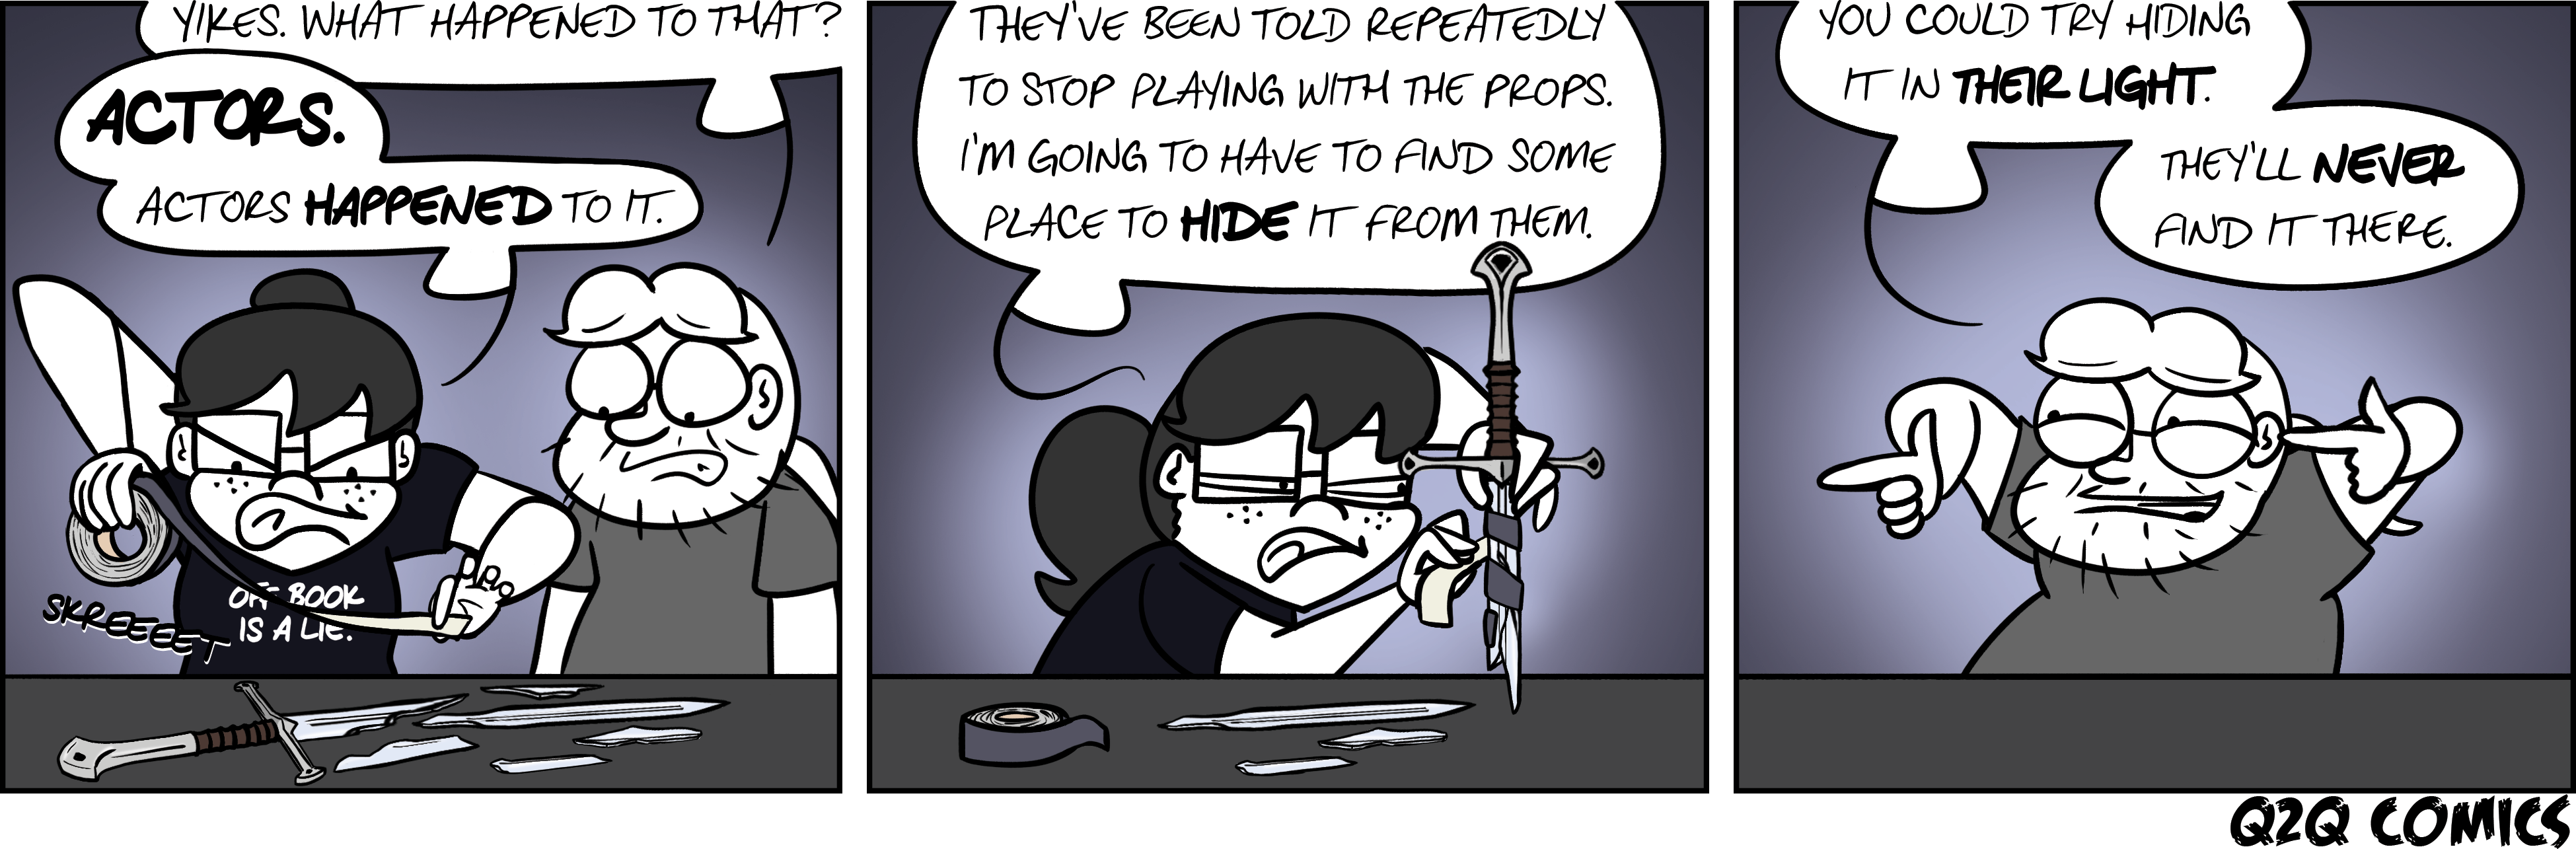 YIKES. WHAT HAPPENED TO THAT?
ACTORS.
ACTORS HAPPENED TO IT.
SKREEEET
OFF BOOK
IS A LIE.
THEY'VE BEEN TOLD REPEATEDLY
TO STOP PLAYING WITH THE PROPS.
I'M GOING TO HAVE TO FIND SOME
PLACE TO HIDE IT FROM THEM.
YOU COULD TRY HIDING
IT IN THEIR LIGHT.
THEY'LL NEVER
FIND IT THERE.
Q2Q COMICS